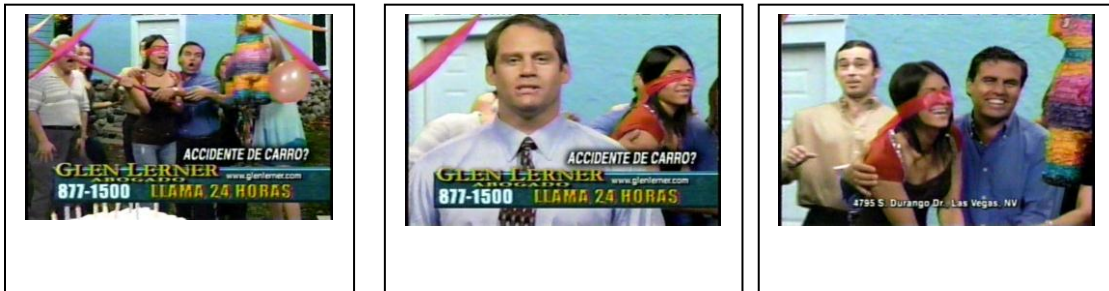 ACCIDENTE DE CARRO?
GLEN LERNER
www.glenlerner.com
ABOGADO
877-1500 LLAMA 24 HORAS
ACCIDENTE DE CARRO?
GLEN LERNER
www.glenlerner.com
ABOGADO
877-1500 LLAMA 24 HORAS
3
4795 S. Durango Dr., Las Vegas, NV